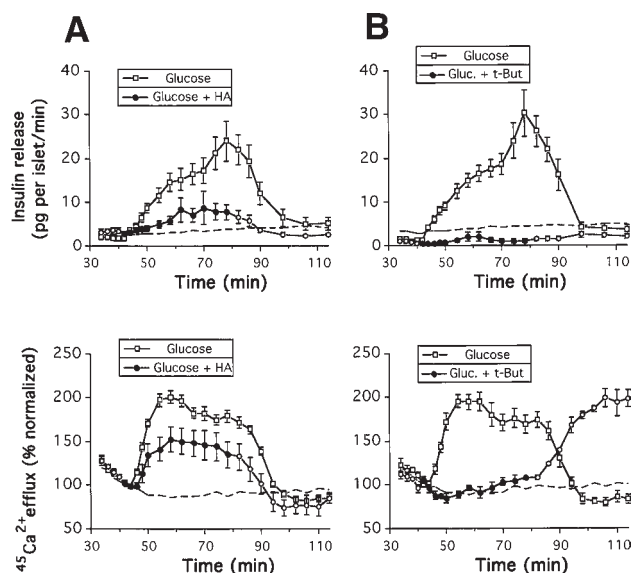 A
B
Glucose
Glucose + HA
Glucose
Gluc. + t-But
Insulin release
(pg per islet/min)
40
30
20
10
0
30 50 70 90 110
Time (min)
40
30
20
10
0
30 50 70 90 110
Time (min)
Glucose
Glucose + HA
Glucose
Gluc. + t-But
45Ca2+efflux (% normalized)
250
200
150
100
50
30 50 70 90 110
Time (min)
250
200
150
100
50
30 50 70 90 110
Time (min)